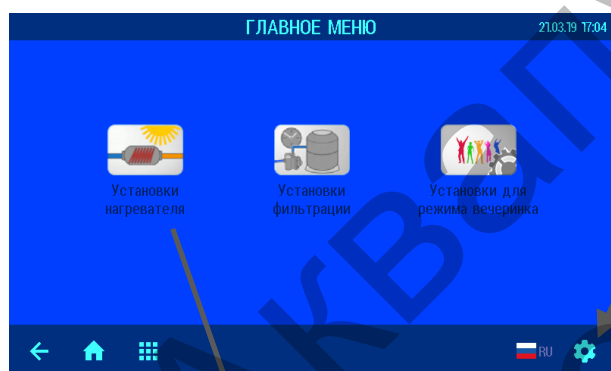 ГЛАВНОЕ МЕНЮ
21.03.19 17:04
Установки
нагревателя
Установки
фильтрации
Установки для
режима вечеринка
RU